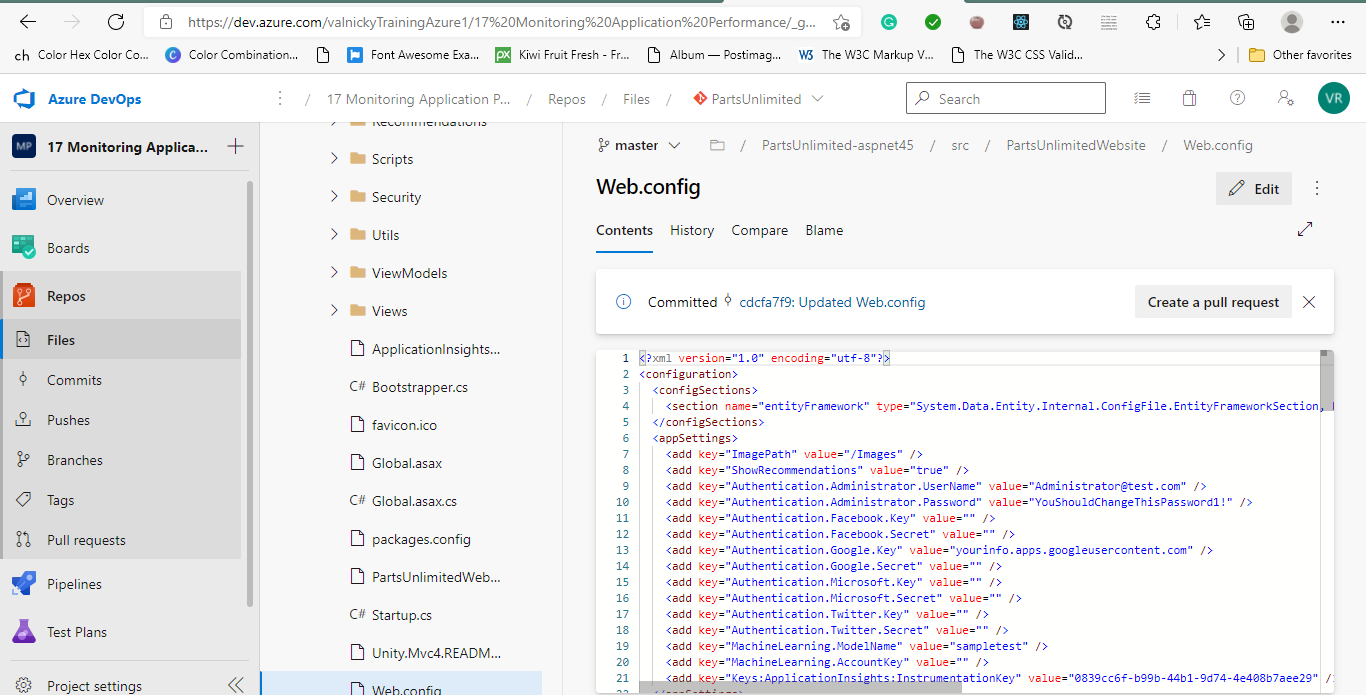 https://dev.azure.com/valnickyTrainingAzure1/17%20Monitoring%20Application%20Performance/_g...
ch Color Hex Color Co...
C Color Combination...
Font Awesome Exa...
px Kiwi Fruit Fresh - Fr...
Album — Postimag...
W3 The W3C Markup V...
The W3C CSS Valid...
Other favorites
Azure DevOps
/ 17 Monitoring Application P... / Repos / Files / PartsUnlimited
Search
VR
MP 17 Monitoring Applica...
Overview
Boards
Repos
Files
Commits
Pushes
Branches
Tags
Pull requests
Pipelines
Test Plans
Project settings
Recommendations
Scripts
Security
Utils
ViewModels
Views
ApplicationInsights...
C# Bootstrapper.cs
favicon.ico
Global.asax
C# Global.asax.cs
packages.config
PartsUnlimitedWeb...
C# Startup.cs
Unity.Mvc4.READM...
Web.config
master / PartsUnlimited-aspnet45 / src / PartsUnlimitedWebsite / Web.config
Web.config
Edit
Contents History Compare Blame
Committed cdcfa7f9: Updated Web.config
Create a pull request
1 <?xml version="1.0" encoding="utf-8"?>
2 <configuration>
3 <configSections>
4 <section name="entityFramework" type="System.Data.Entity.Internal.ConfigFile.EntityFrameworkSection,
5 </configSections>
6 <appSettings>
7 <add key="ImagePath" value="/Images" />
8 <add key="ShowRecommendations" value="true" />
9 <add key="Authentication.Administrator.UserName" value="Administrator@test.com" />
10 <add key="Authentication.Administrator.Password" value="YouShouldChangeThisPassword1!" />
11 <add key="Authentication.Facebook.Key" value="" />
12 <add key="Authentication.Facebook.Secret" value="" />
13 <add key="Authentication.Google.Key" value="yourinfo.apps.googleusercontent.com" />
14 <add key="Authentication.Google.Secret" value="" />
15 <add key="Authentication.Microsoft.Key" value="" />
16 <add key="Authentication.Microsoft.Secret" value="" />
17 <add key="Authentication.Twitter.Key" value="" />
18 <add key="Authentication.Twitter.Secret" value="" />
19 <add key="MachineLearning.ModelName" value="sampletest" />
20 <add key="MachineLearning.AccountKey" value="" />
21 <add key="Keys:ApplicationInsights:InstrumentationKey" value="0839cc6f-b99b-44b1-9d74-4e408b7aee29" /
22 </appSettings>